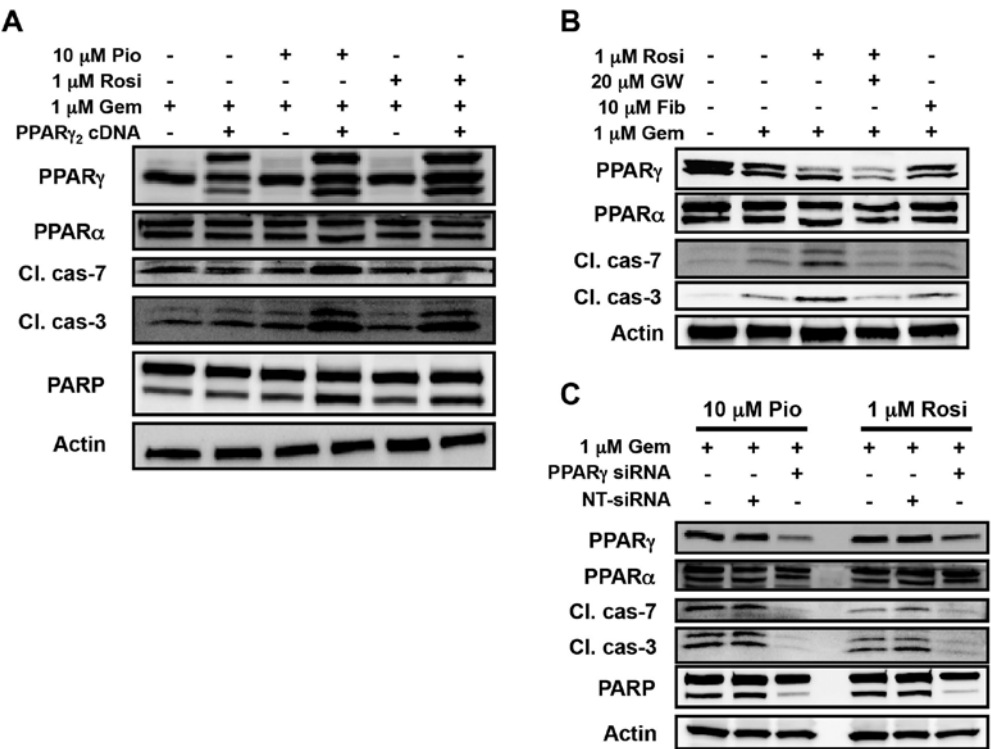 A
10 μM Pio - - + + - -
1 μM Rosi - - - - + +
1 μM Gem + + + + + +
PPARγ₂ cDNA - + - + - +
PPARγ
PPARα
Cl. cas-7
Cl. cas-3
PARP
Actin
B
1 μM Rosi - - + + -
20 μM GW - - - + -
10 μM Fib - - - - +
1 μM Gem - + + + +
PPARγ
PPARα
Cl. cas-7
Cl. cas-3
Actin
C
10 μM Pio 1 μM Rosi
1 μM Gem + + + + + +
PPARγ siRNA - - + - - +
NT-siRNA - + - - + -
PPARγ
PPARα
Cl. cas-7
Cl. cas-3
PARP
Actin